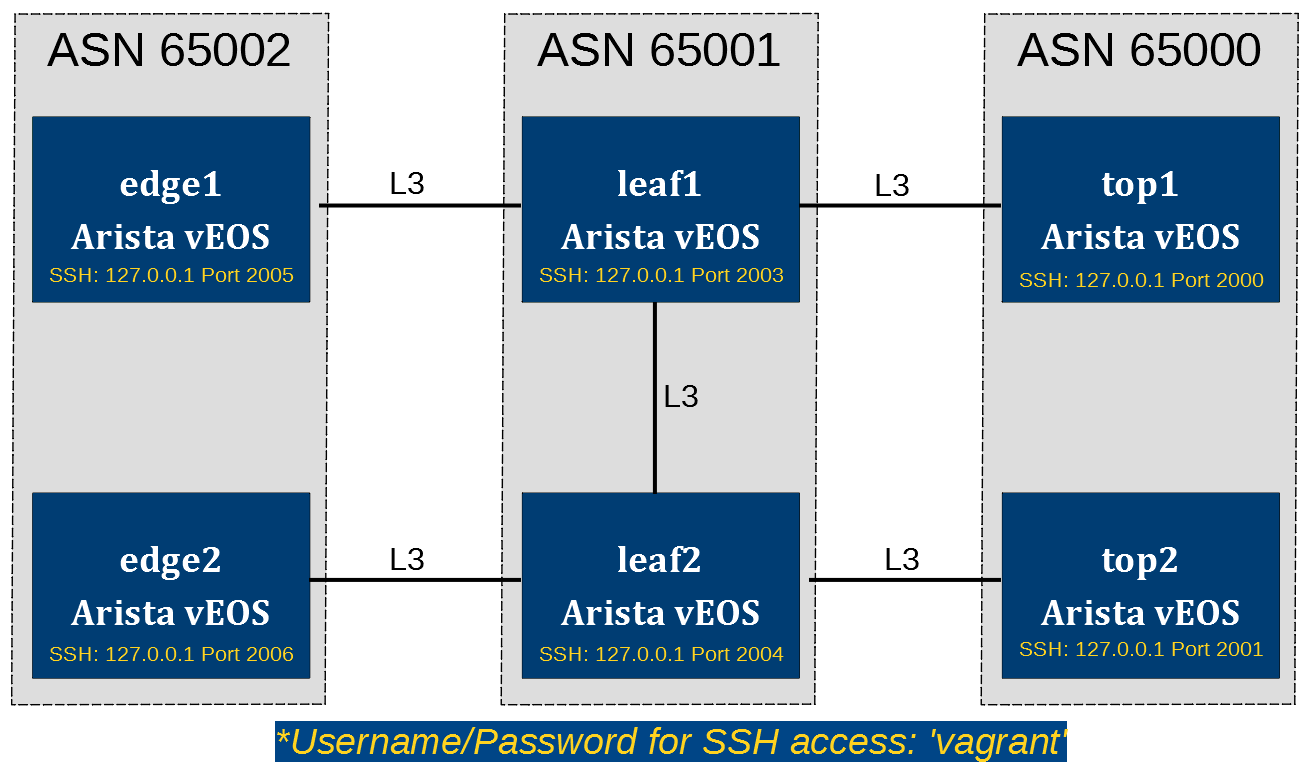 ASN 65002
ASN 65001
ASN 65000
edge1
Arista vEOS
SSH: 127.0.0.1 Port 2005
L3
leaf1
Arista vEOS
SSH: 127.0.0.1 Port 2003
L3
top1
Arista vEOS
SSH: 127.0.0.1 Port 2000
L3
edge2
Arista vEOS
SSH: 127.0.0.1 Port 2006
L3
leaf2
Arista vEOS
SSH: 127.0.0.1 Port 2004
L3
top2
Arista vEOS
SSH: 127.0.0.1 Port 2001
*Username/Password for SSH access: 'vagrant'